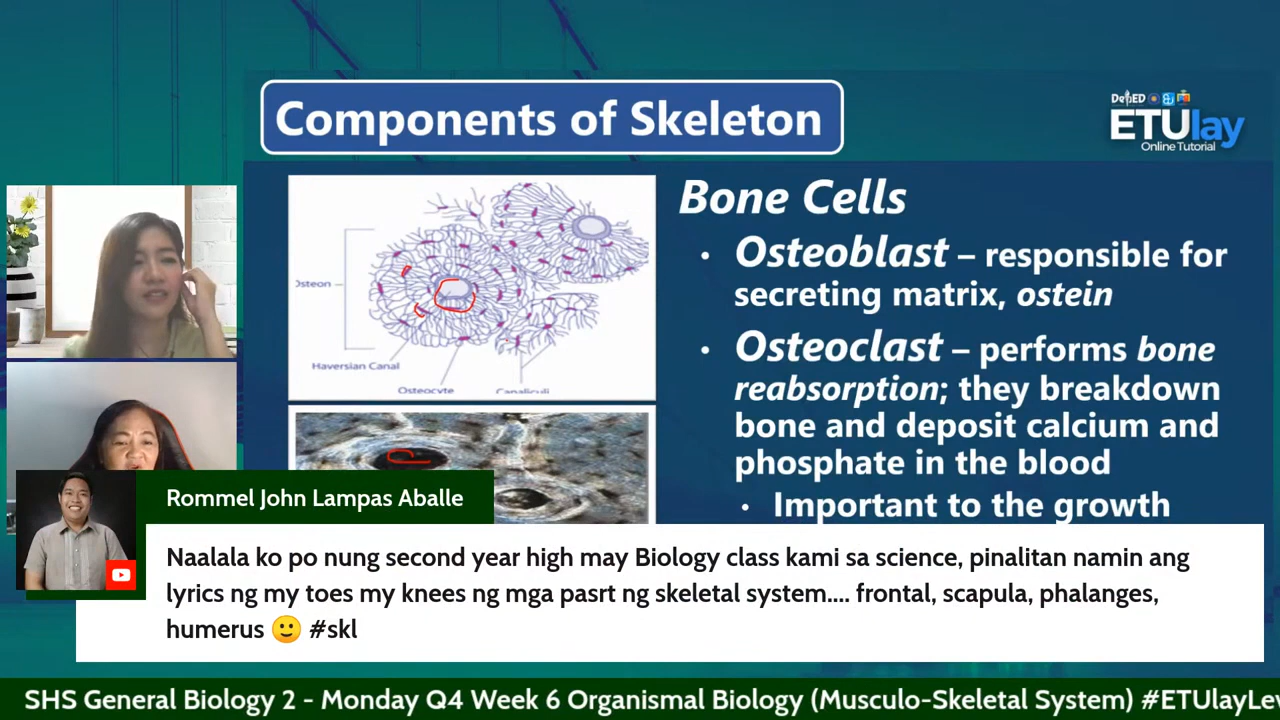 Components of Skeleton
DepED
ETUlay
Online Tutorial
Bone Cells
• Osteoblast – responsible for
secreting matrix, ostein
• Osteoclast – performs bone
reabsorption; they breakdown
bone and deposit calcium and
phosphate in the blood
• Important to the growth
Osteon
Haversian Canal
Osteocyte
Canaliculi
Rommel John Lampas Aballe
Naalala ko po nung second year high may Biology class kami sa science, pinalitan namin ang
lyrics ng my toes my knees ng mga pasrt ng skeletal system.... frontal, scapula, phalanges,
humerus 🙂 #skl
SHS General Biology 2 - Monday Q4 Week 6 Organismal Biology (Musculo-Skeletal System) #ETUlayLev